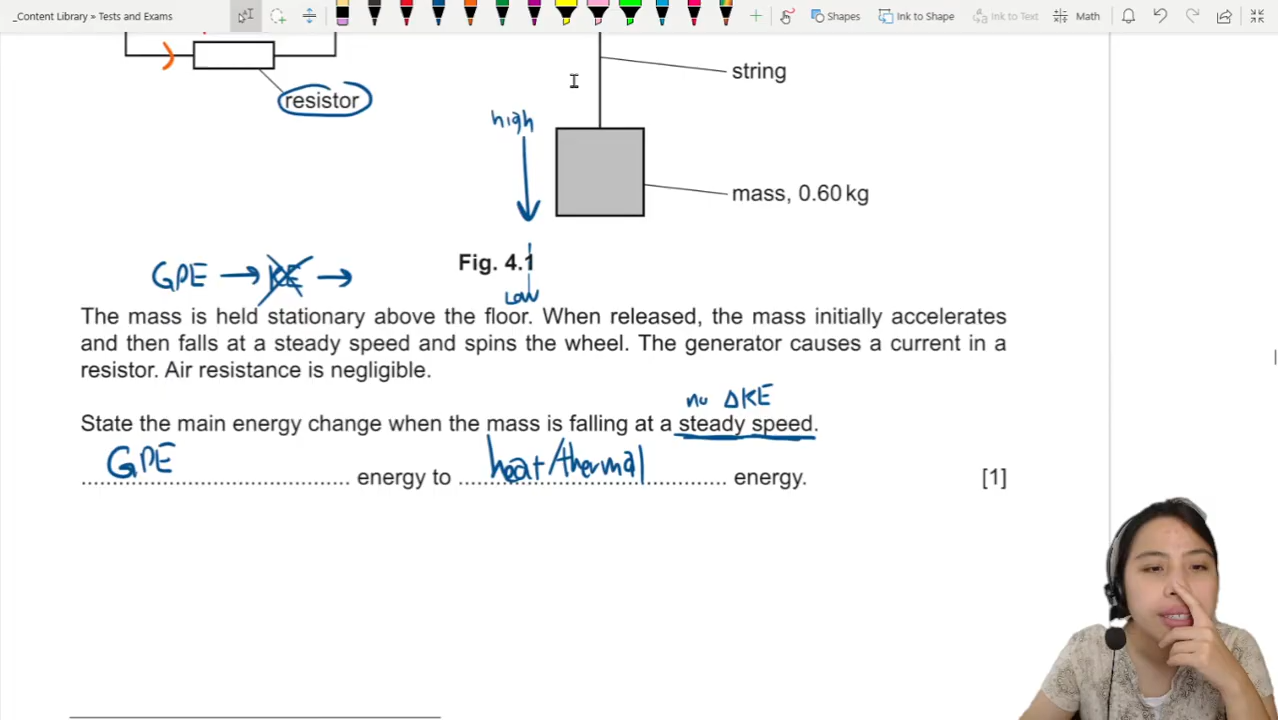 _Content Library » Tests and Exams
Shapes
Ink to Shape
Ink to Text
Math
string
resistor
high
mass, 0.60 kg
GPE → KE →
Fig. 4.1
Low
The mass is held stationary above the floor. When released, the mass initially accelerates
and then falls at a steady speed and spins the wheel. The generator causes a current in a
resistor. Air resistance is negligible.
no ΔKE
State the main energy change when the mass is falling at a steady speed.
GPE energy to heat/thermal energy. [1]